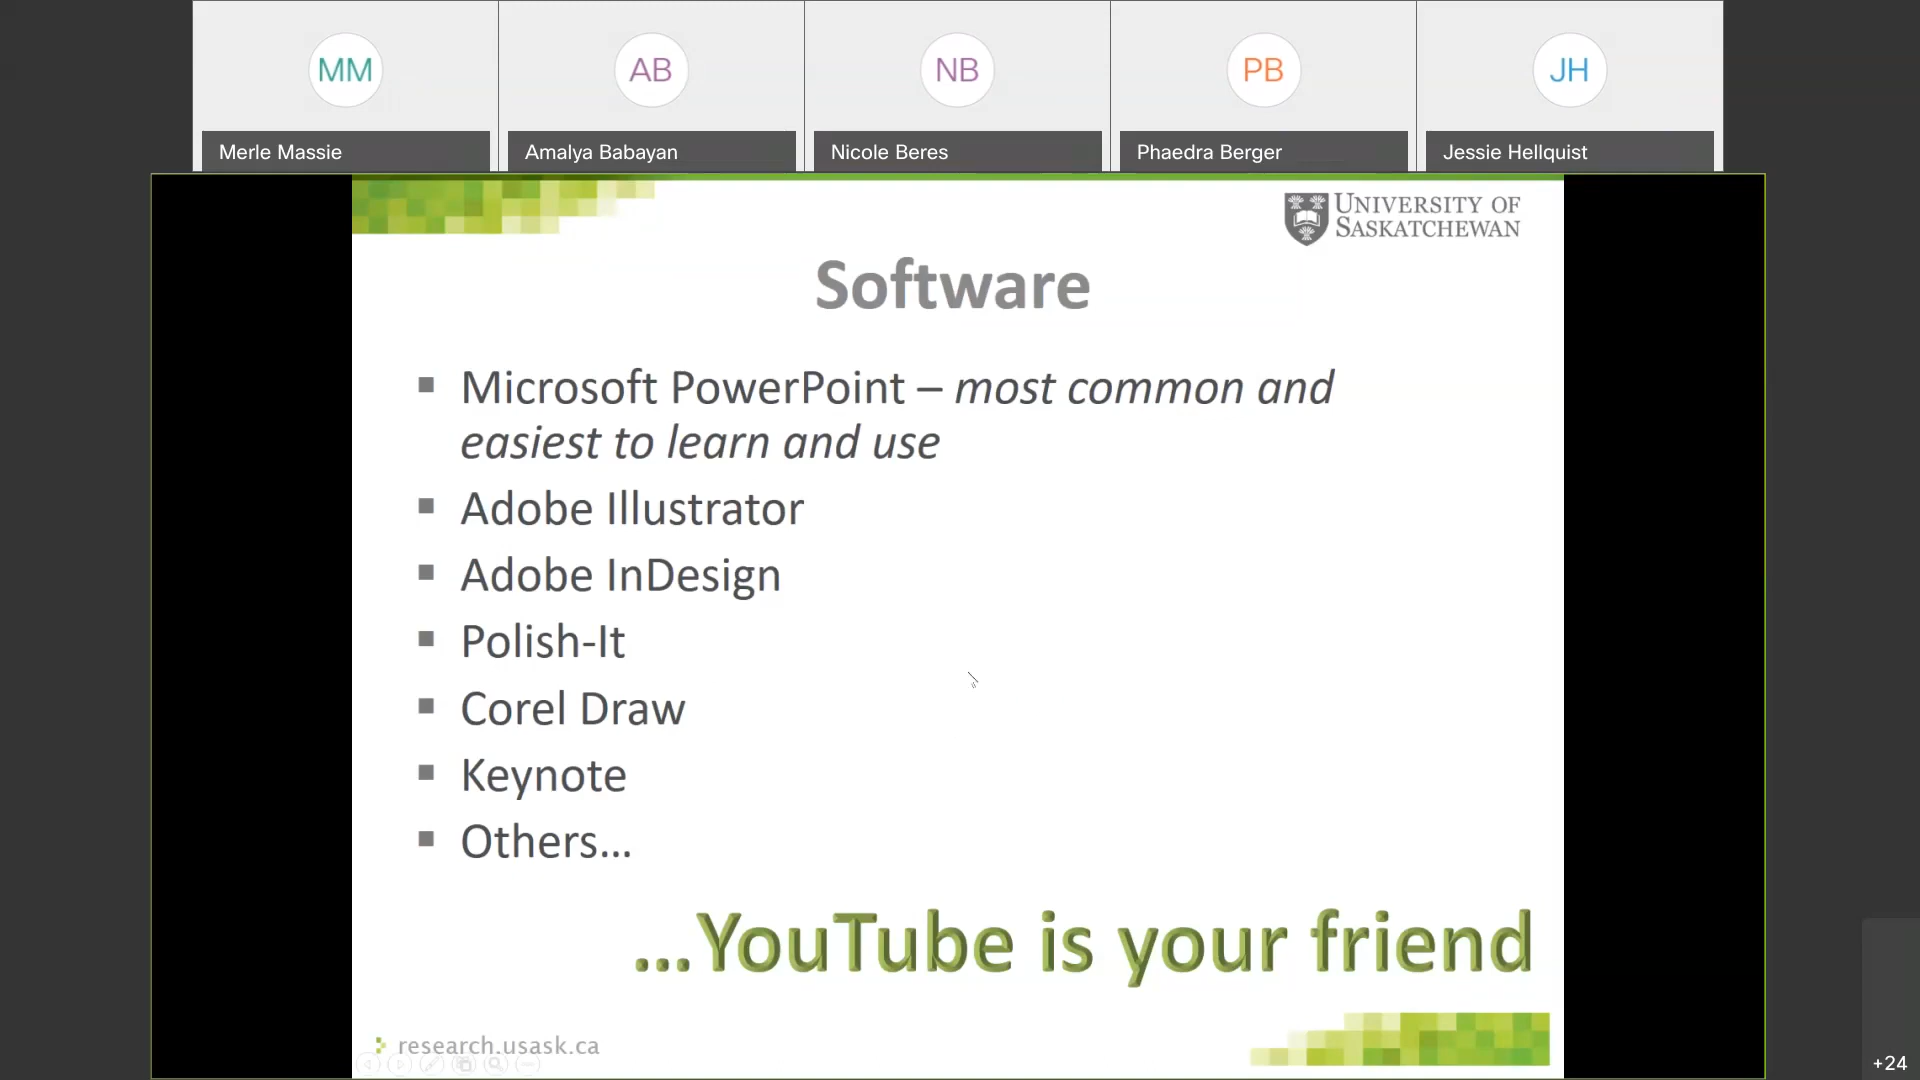 MM
AB
NB
PB
JH
Merle Massie
Amalya Babayan
Nicole Beres
Phaedra Berger
Jessie Hellquist
UNIVERSITY OF
SASKATCHEWAN
Software
Microsoft PowerPoint – most common and
easiest to learn and use
Adobe Illustrator
Adobe InDesign
Polish-It
Corel Draw
Keynote
Others...
...YouTube is your friend
research.usask.ca
+24